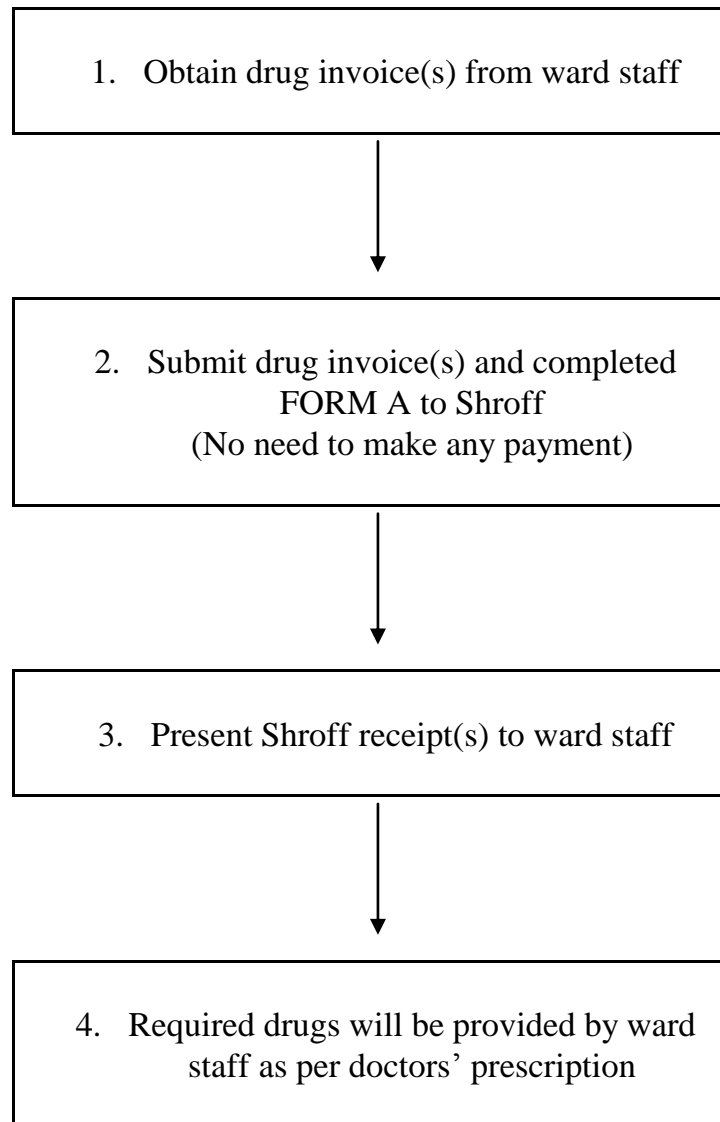 1. Obtain drug invoice(s) from ward staff
2. Submit drug invoice(s) and completed
FORM A to Shroff
(No need to make any payment)
3. Present Shroff receipt(s) to ward staff
4. Required drugs will be provided by ward
staff as per doctors’ prescription